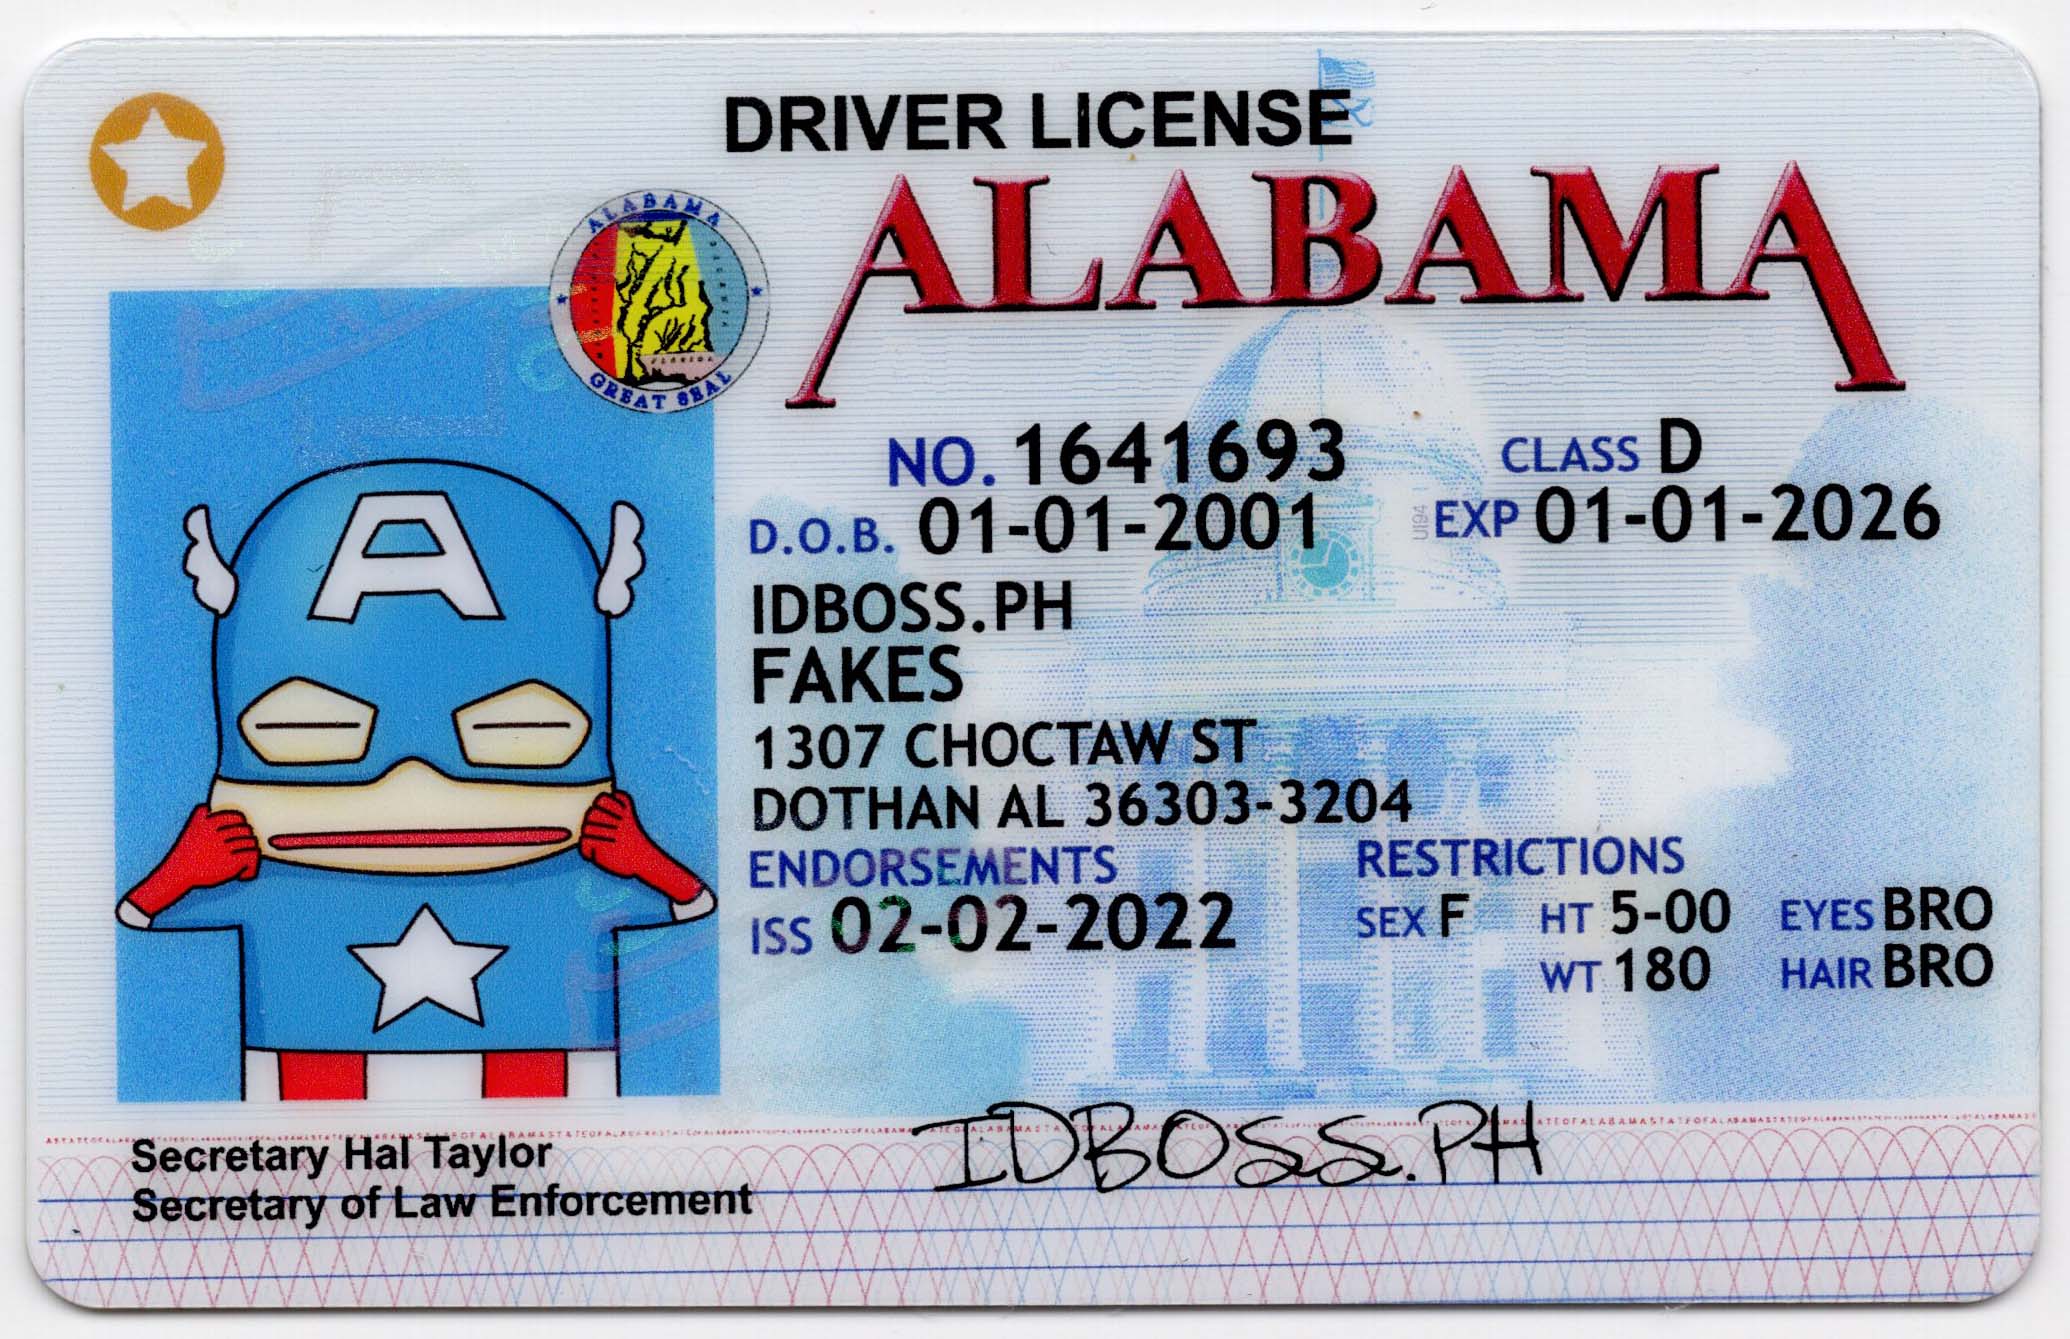 DRIVER LICENSE
ALABAMA
ALABAMA
GREAT SEAL
FLORIDA
NO. 1641693 CLASS D
D.O.B. 01-01-2001 EXP 01-01-2026
IDBOSS.PH
FAKES
1307 CHOCTAW ST
DOTHAN AL 36303-3204
ENDORSEMENTS RESTRICTIONS
ISS 02-02-2022 SEX F HT 5-00 EYES BRO
WT 180 HAIR BRO
A
IDBOSS.PH
Secretary Hal Taylor
Secretary of Law Enforcement